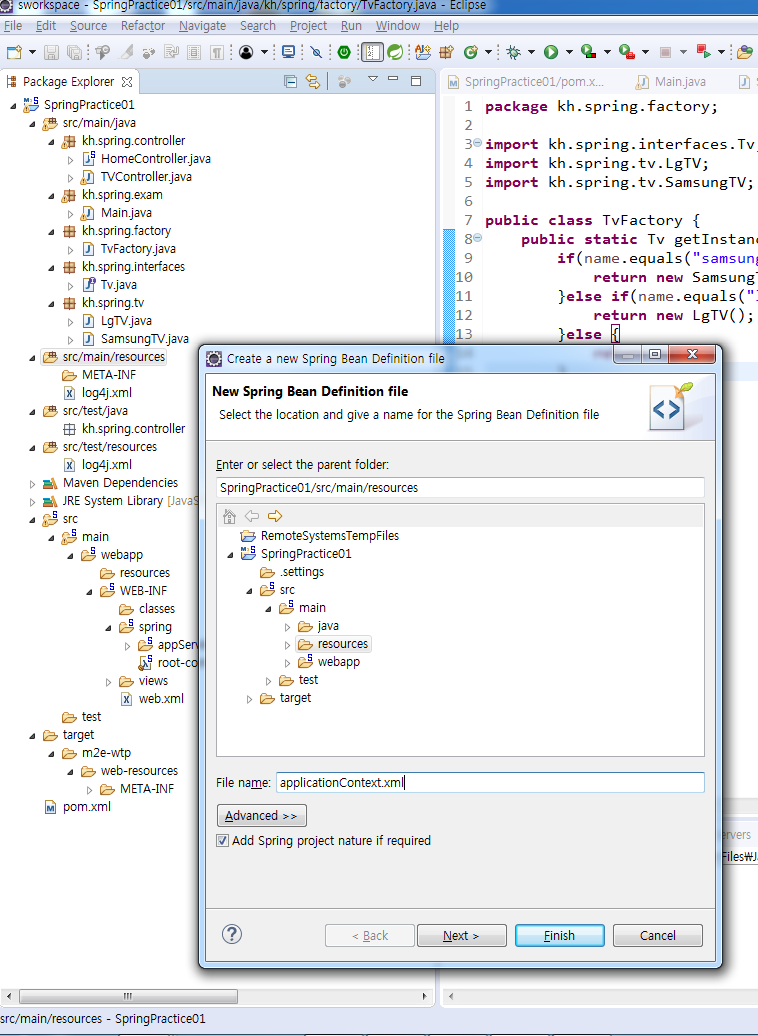 sworkspace - SpringPractice01/src/main/java/kh/spring/factory/TvFactory.java - Eclipse
File Edit Source Refactor Navigate Search Project Run Window Help
Package Explorer
SpringPractice01
src/main/java
kh.spring.controller
HomeController.java
TVController.java
kh.spring.exam
Main.java
kh.spring.factory
TvFactory.java
kh.spring.interfaces
Tv.java
kh.spring.tv
LgTV.java
SamsungTV.java
src/main/resources
META-INF
log4j.xml
src/test/java
kh.spring.controller
src/test/resources
log4j.xml
Maven Dependencies
JRE System Library [JavaS
src
main
webapp
resources
WEB-INF
classes
spring
appSer
root-co
views
web.xml
test
target
m2e-wtp
web-resources
META-INF
pom.xml
SpringPractice01/pom.x... Main.java
1 package kh.spring.factory;
2
3 import kh.spring.interfaces.Tv
4 import kh.spring.tv.LgTV;
5 import kh.spring.tv.SamsungTV;
6
7 public class TvFactory {
8 public static Tv getInstanc
9 if(name.equals("samsung
10 return new SamsungT
11 }else if(name.equals("l
12 return new LgTV();
13 }else {
Create a new Spring Bean Definition file
New Spring Bean Definition file
Select the location and give a name for the Spring Bean Definition file
Enter or select the parent folder:
SpringPractice01/src/main/resources
RemoteSystemsTempFiles
SpringPractice01
.settings
src
main
java
resources
webapp
test
target
File name: applicationContext.xml
Advanced >>
Add Spring project nature if required
< Back Next > Finish Cancel
ervers
Files₩J
src/main/resources - SpringPractice01